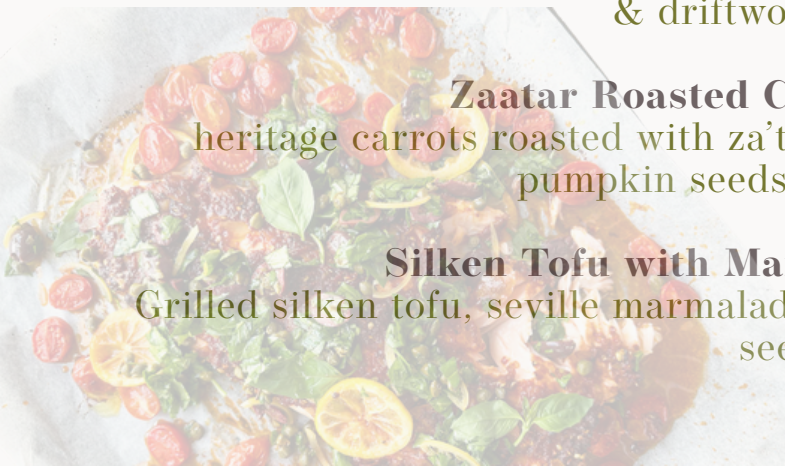 & driftwo
Zaatar Roasted C
heritage carrots roasted with za't
pumpkin seeds
Silken Tofu with Ma
Grilled silken tofu, seville marmalad
see